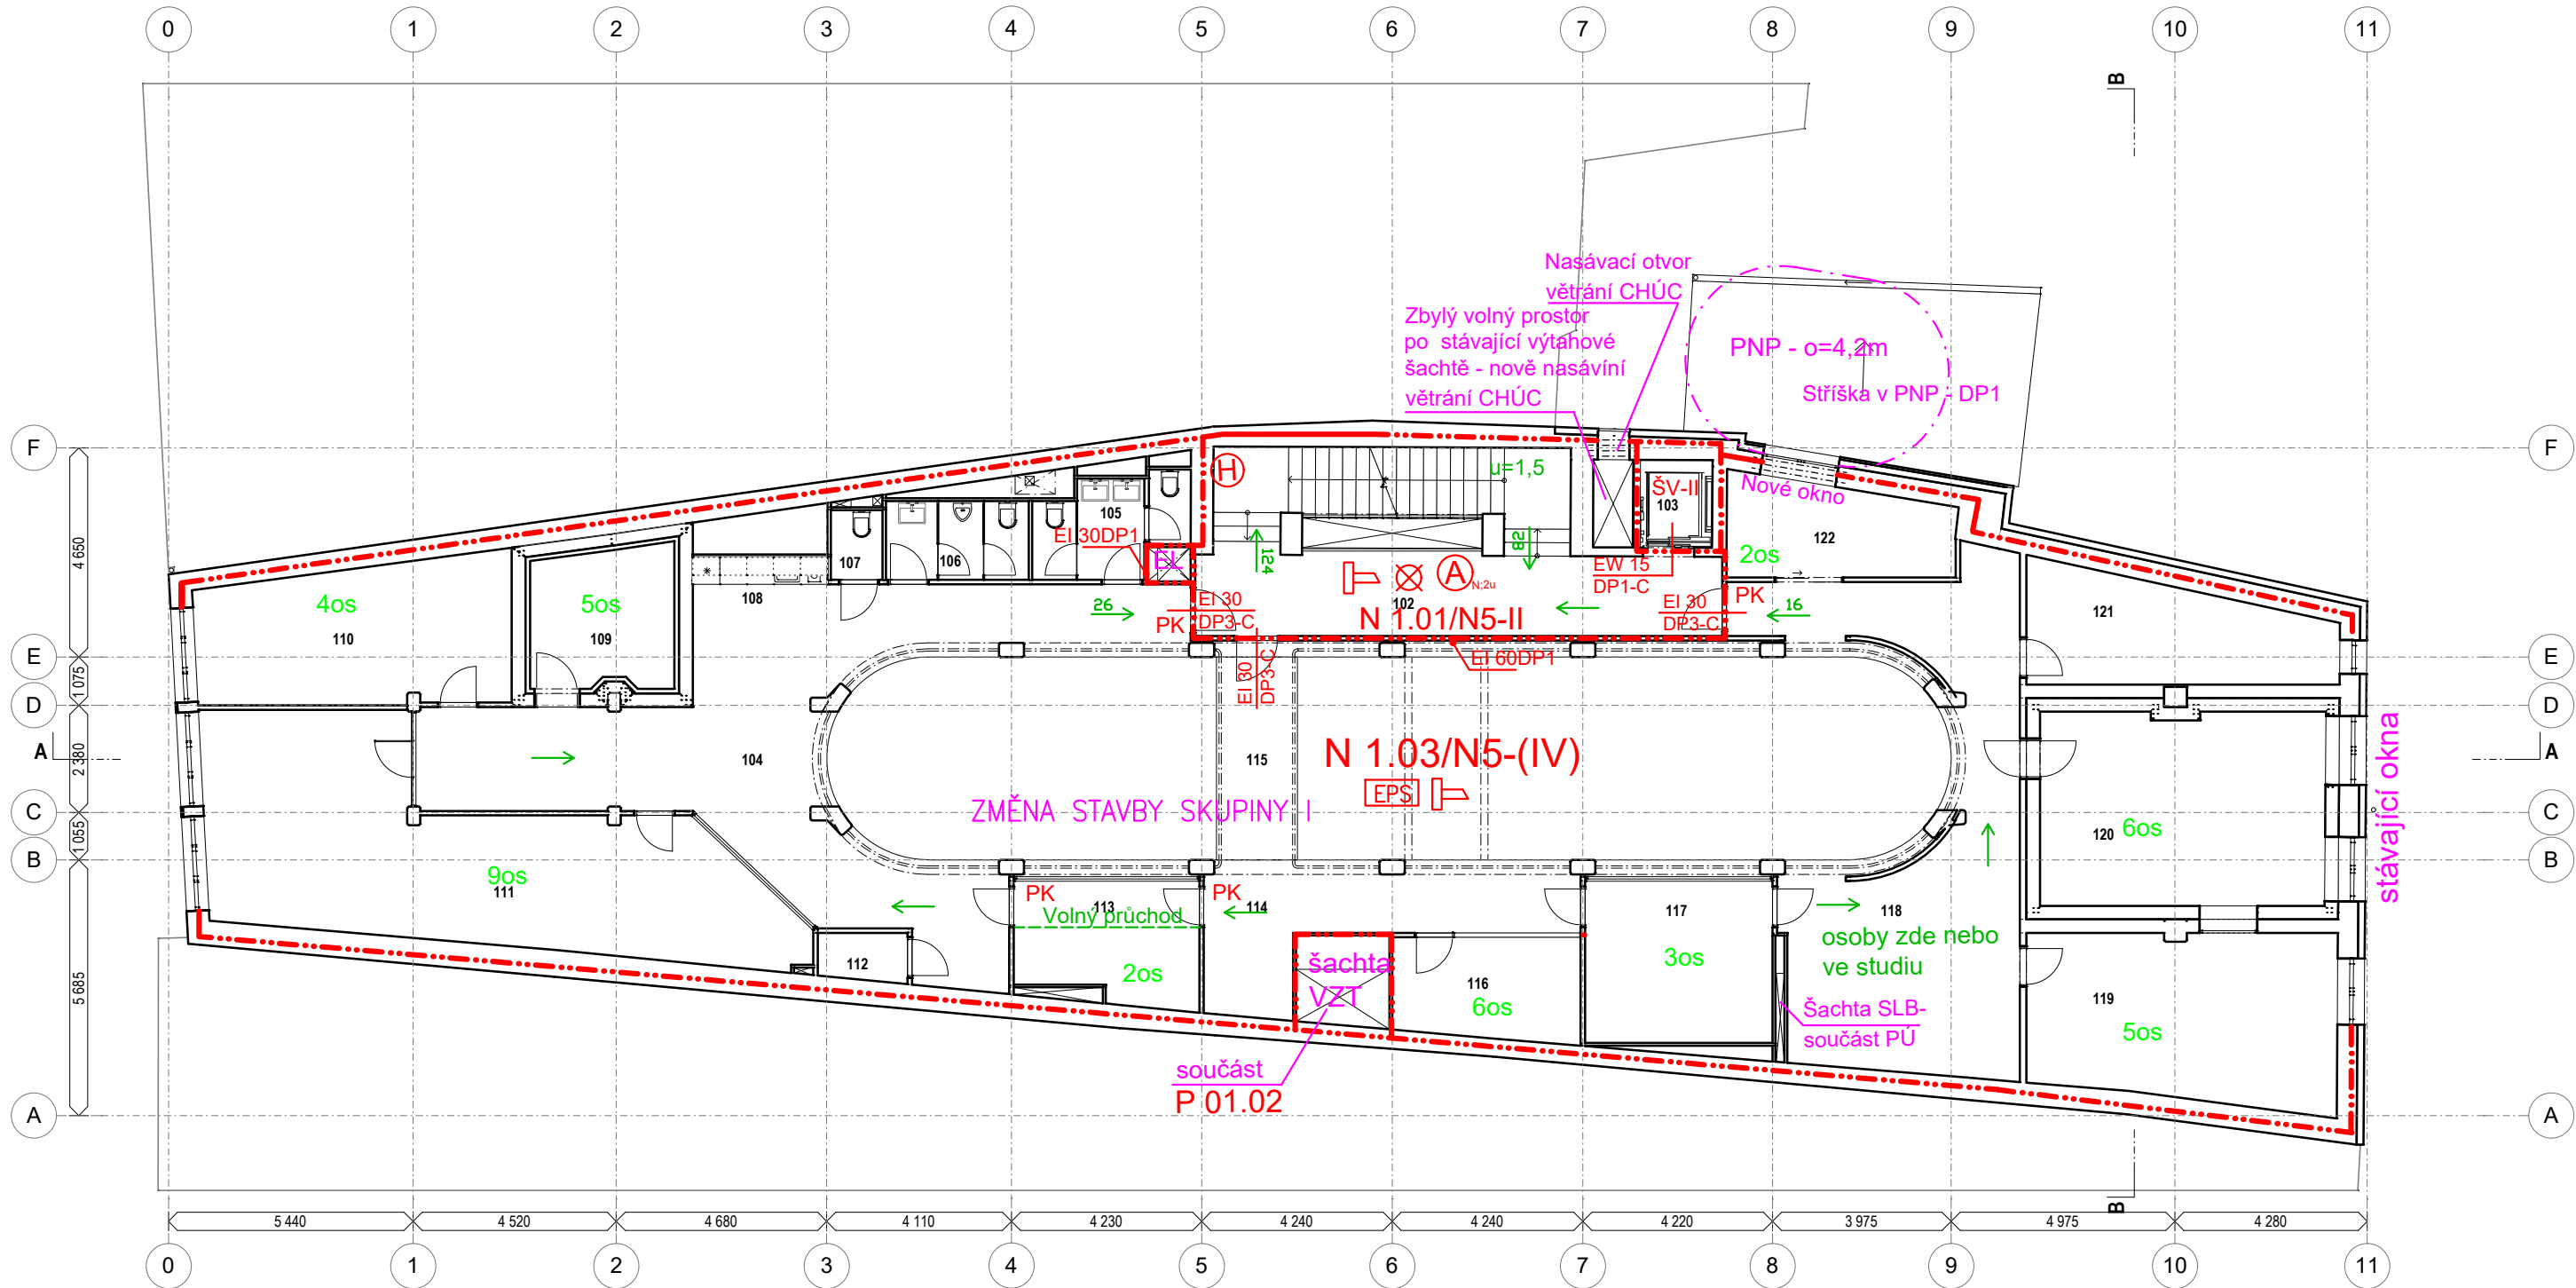 0 1 2 3 4 5 6 7 8 9 10 11
B
Nasávací otvor
větrání CHÚC
Zbylý volný prostor
po stávající výtahové
šachtě - nově nasávíní
větrání CHÚC
PNP - o=4,2m
Stříška v PNP - DP1
F
F
H
u=1,5
ŠV-II
103
Nové okno
105
EI 30DP1
EL
107
106
124
28
122
2os
4 650
EW 15
DP1-C
A N;2u
102
N 1.01/N5-II
EI 30
DP3-C
PK
EI 30
DP3-C
PK
26
16
108
4os
110
5os
109
121
E
E
EI 60DP1
EI 30
DP3-C
1 075
D
D
A
2 380
104
115
N 1.03/N5-(IV)
EPS
A
stávající okna
ZMĚNA STAVBY SKUPINY I
C
C
1 055
120
6os
B
B
9os
111
PK
113
PK
114
Volný průchod
117
118
osoby zde nebo
ve studiu
112
2os
šachta
VZT
116
6os
3os
119
5os
Šachta SLB-
součást PÚ
5 685
součást
P 01.02
A
A
B
5 440 4 520 4 680 4 110 4 230 4 240 4 240 4 220 3 975 4 975 4 280
0 1 2 3 4 5 6 7 8 9 10 11